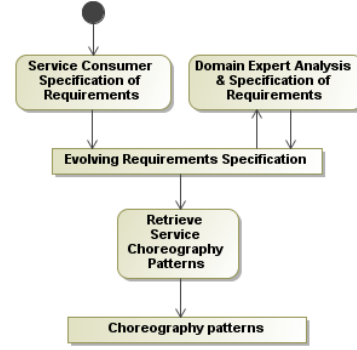 Service Consumer
Specification of
Requirements
Domain Expert Analysis
& Specification of
Requirements
Evolving Requirements Specification
Retrieve
Service
Choreography
Patterns
Choreography patterns